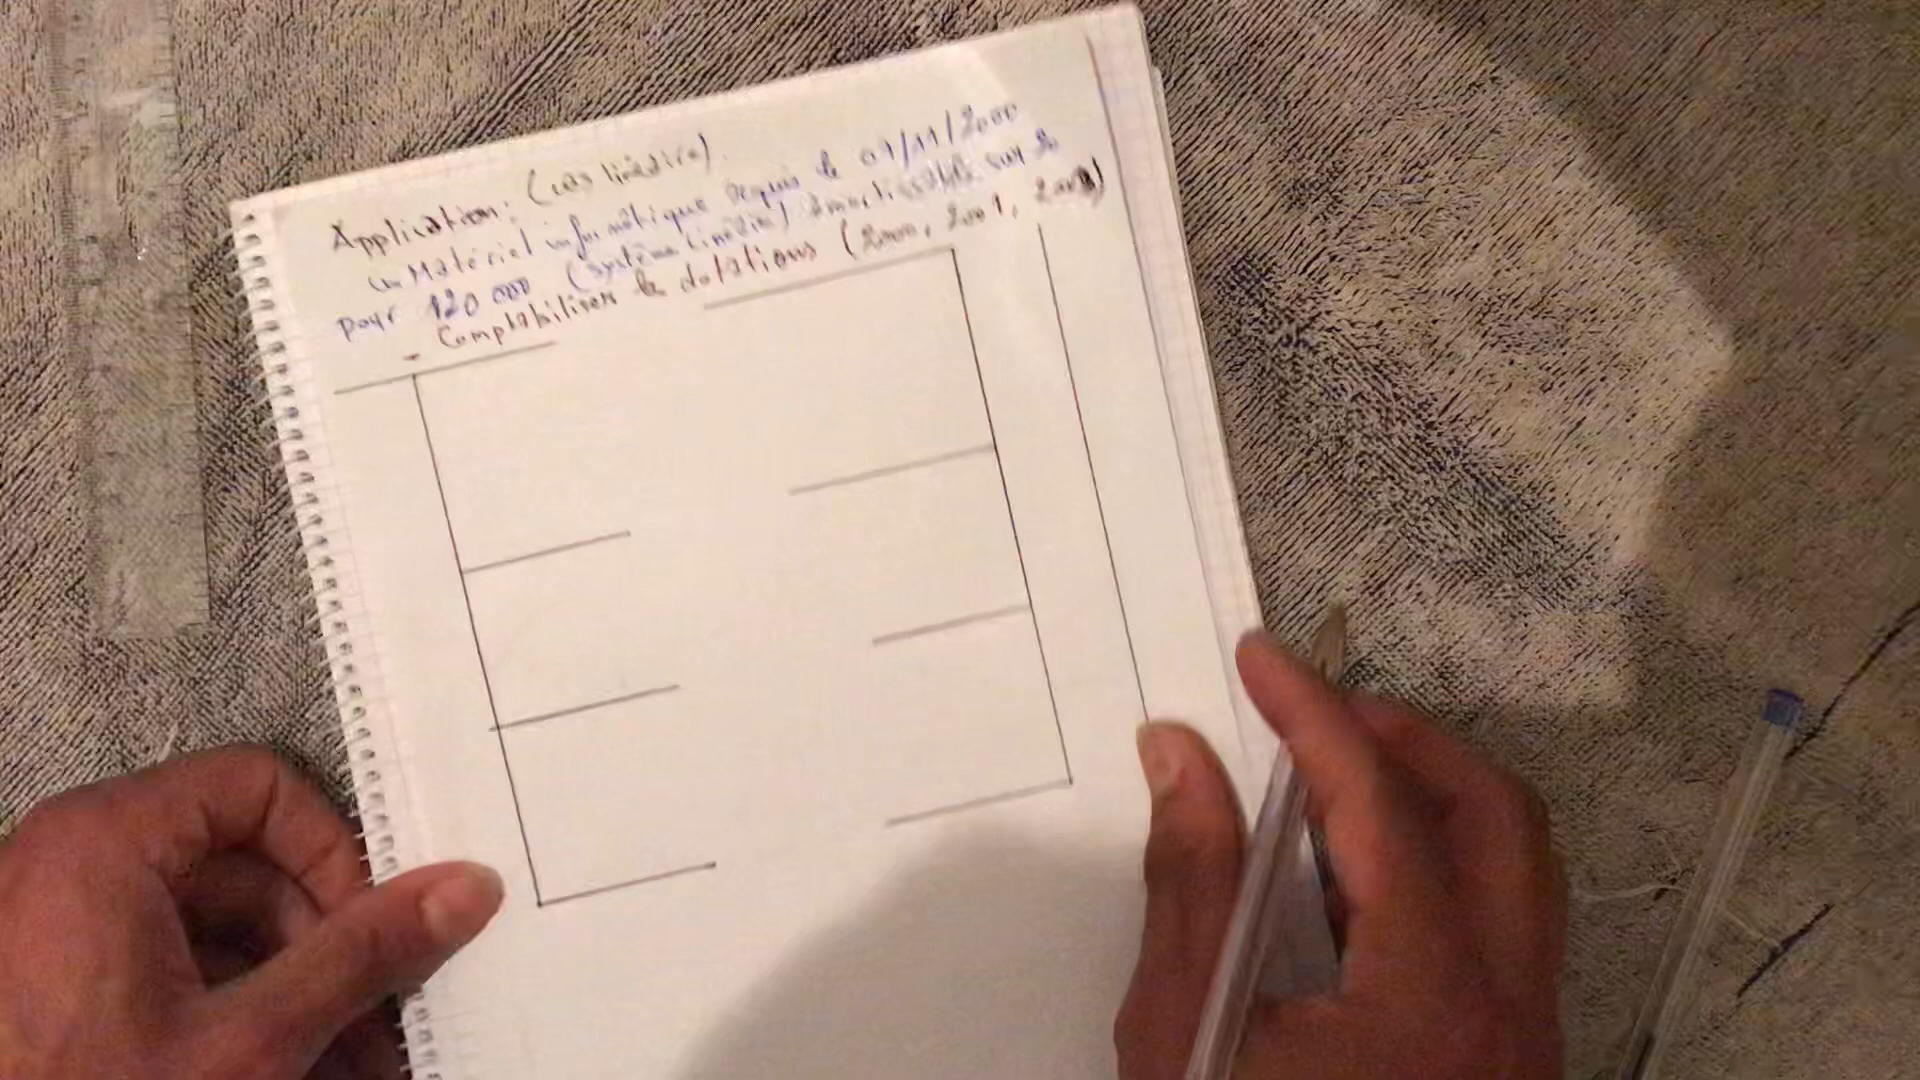 Application: (cas linéaire).
un Matériel informatique acquis le 01/11/2000
pour 120 000 (système linéaire) amortissable sur
- Comptabiliser les dotations (2000, 2001,